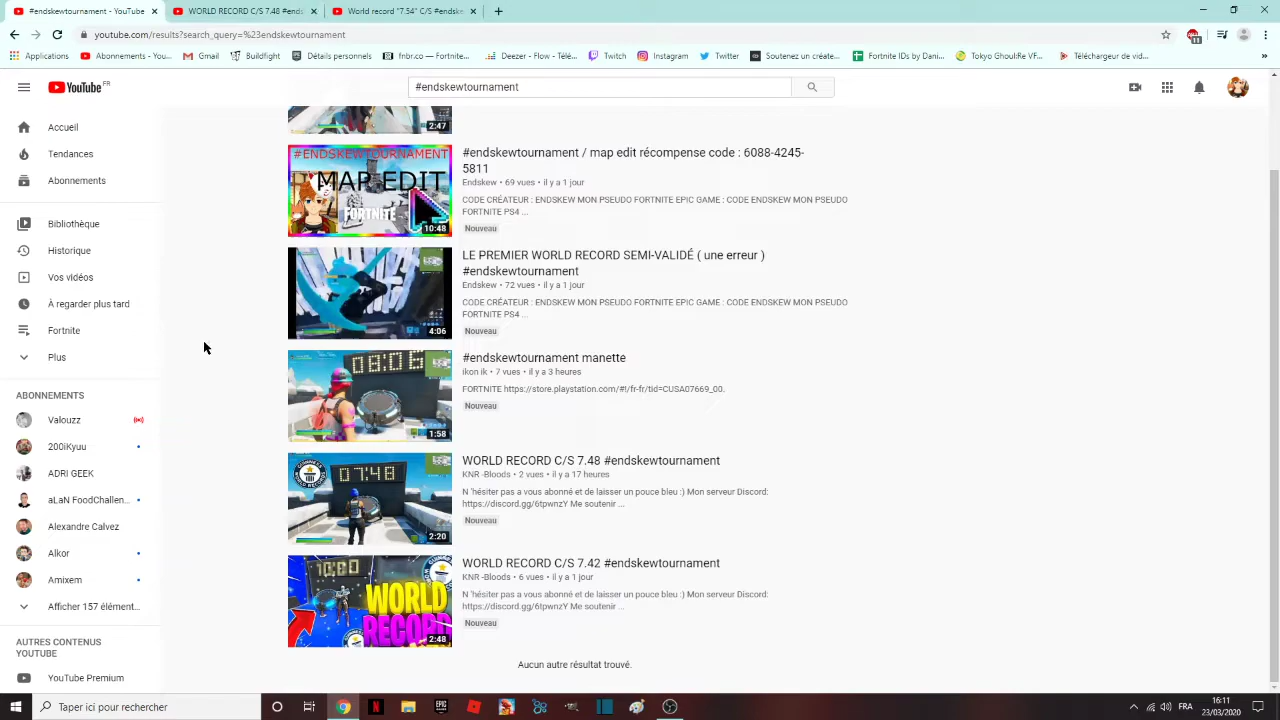 #endskewtournament - YouTube
WORLD RECORD C/S 7.48 #endske
World record "7.54" C/S #endske
youtube.com/results?search_query=%23endskewtournament
Applications
Abonnements - You...
Gmail
Buildfight
Détails personnels
fnbr.co — Fortnite C...
Deezer - Flow - Trav...
Twitch
Instagram
Twitter
Soutenez un créate...
Fortnite IDs by Dani...
Tokyo Ghoul:Re VF...
Téléchargeur de vi...
11
YouTube FR
#endskewtournament
Accueil
Tendances
Abonnements
Bibliothèque
Historique
Vos vidéos
À regarder plus tard
Fortnite
Plus
ABONNEMENTS
Valouzz
200iKyuu
ADRI GEEK
aLaN FoodChallen...
Alexandre Calvez
Alkor
Amixem
Afficher 157 élément...
AUTRES CONTENUS
YOUTUBE
YouTube Premium
2:47
#ENDSKEWTOURNAMENT
MAP EDIT
FORTNITE
10:48
#endskewtournament / map edit récompense code : 6088-4245-
5811
Endskew • 69 vues • il y a 1 jour
CODE CRÉATEUR : ENDSKEW MON PSEUDO FORTNITE EPIC GAME : CODE ENDSKEW MON PSEUDO
FORTNITE PS4 ...
Nouveau
4:06
LE PREMIER WORLD RECORD SEMI-VALIDÉ ( une erreur )
#endskewtournament
Endskew • 72 vues • il y a 1 jour
CODE CRÉATEUR : ENDSKEW MON PSEUDO FORTNITE EPIC GAME : CODE ENDSKEW MON PSEUDO
FORTNITE PS4 ...
Nouveau
08:06
1:58
#endskewtournament manette
ikon ik • 7 vues • il y a 3 heures
FORTNITE https://store.playstation.com/#!/fr-fr/tid=CUSA07669_00.
Nouveau
07:48
2:20
WORLD RECORD C/S 7.48 #endskewtournament
KNR -Bloods • 2 vues • il y a 17 heures
N 'hésiter pas a vous abonné et de laisser un pouce bleu :) Mon serveur Discord:
https://discord.gg/6tpwnzY Me soutenir ...
Nouveau
WORLD
RECORD
2:48
WORLD RECORD C/S 7.42 #endskewtournament
KNR -Bloods • 6 vues • il y a 1 jour
N 'hésiter pas a vous abonné et de laisser un pouce bleu :) Mon serveur Discord:
https://discord.gg/6tpwnzY Me soutenir ...
Nouveau
Aucun autre résultat trouvé.
Taper ici pour rechercher
FRA
16:11
23/03/2020